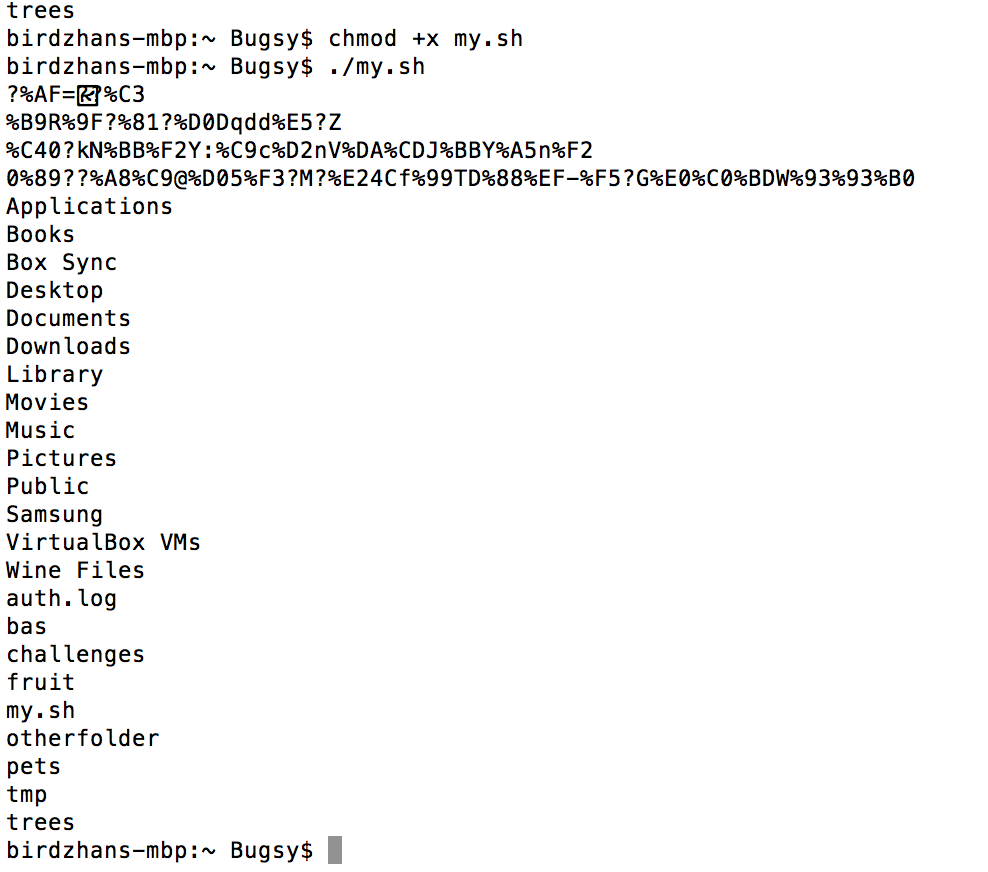 trees
birdzhans-mbp:~ Bugsy$ chmod +x my.sh
birdzhans-mbp:~ Bugsy$ ./my.sh
?%AF=?%C3
%B9R%9F?%81?%D0Dqdd%E5?Z
%C40?kN%BB%F2Y:%C9c%D2nV%DA%CDJ%BBY%A5n%F2
0%89??%A8%C9@%D05%F3?M?%E24Cf%99TD%88%EF-%F5?G%E0%C0%BDW%93%93%B0
Applications
Books
Box Sync
Desktop
Documents
Downloads
Library
Movies
Music
Pictures
Public
Samsung
VirtualBox VMs
Wine Files
auth.log
bas
challenges
fruit
my.sh
otherfolder
pets
tmp
trees
birdzhans-mbp:~ Bugsy$